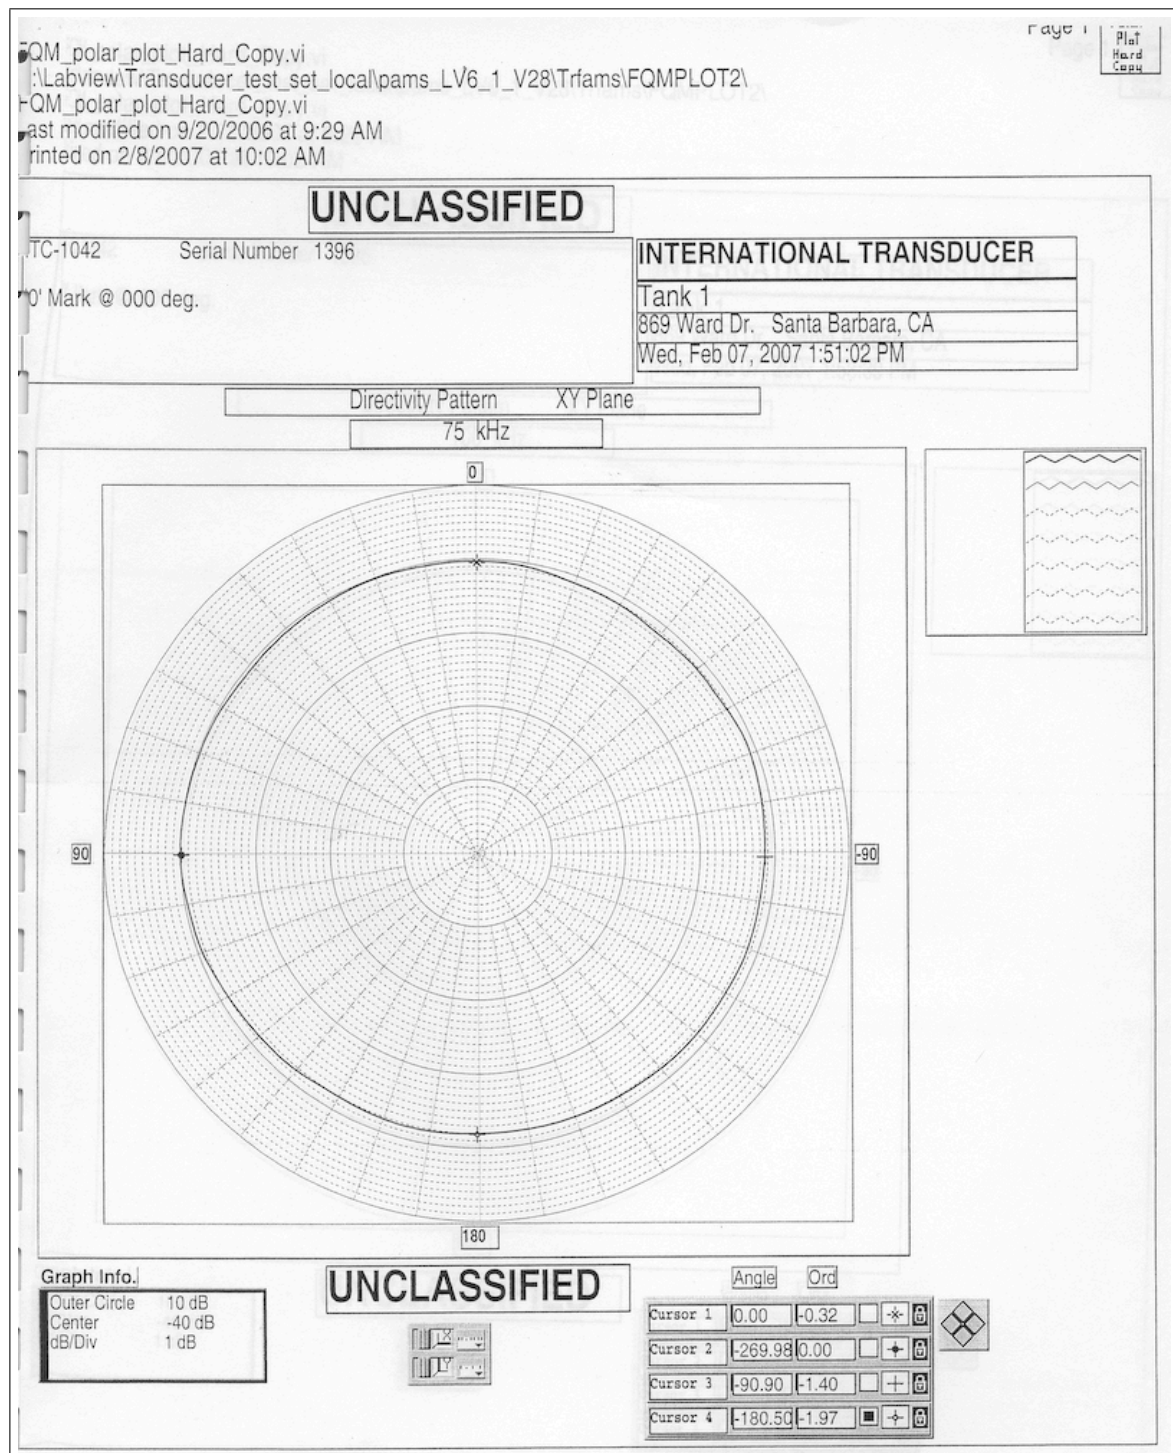 Page 1
Plot
Hard
Copy
FQM_polar_plot_Hard_Copy.vi
:\Labview\Transducer_test_set_local\pams_LV6_1_V28\Trfams\FQMPLOT2\
FQM_polar_plot_Hard_Copy.vi
ast modified on 9/20/2006 at 9:29 AM
rinted on 2/8/2007 at 10:02 AM
UNCLASSIFIED
ITC-1042 Serial Number 1396
'0' Mark @ 000 deg.
INTERNATIONAL TRANSDUCER
Tank 1
869 Ward Dr. Santa Barbara, CA
Wed, Feb 07, 2007 1:51:02 PM
Directivity Pattern XY Plane
75 kHz
0
90
-90
180
Graph Info.
Outer Circle 10 dB
Center -40 dB
dB/Div 1 dB
UNCLASSIFIED
Angle Ord
Cursor 1 0.00 -0.32
Cursor 2 -269.98 0.00
Cursor 3 -90.90 -1.40
Cursor 4 -180.50 -1.97